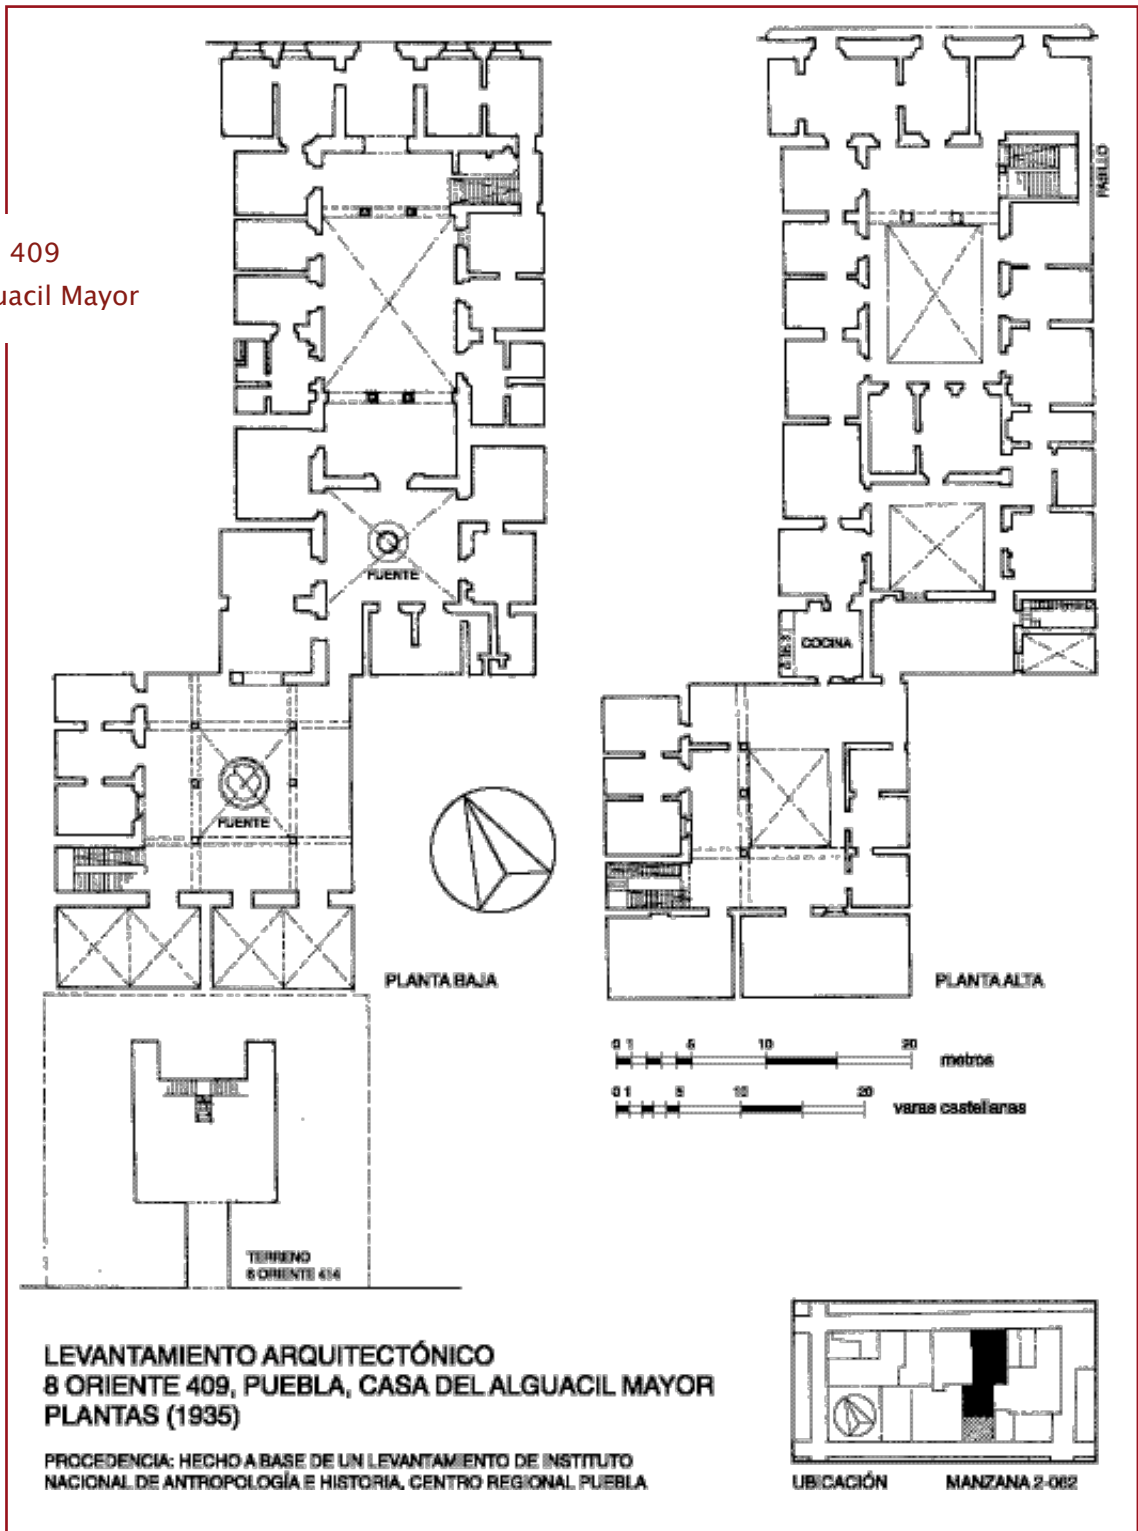 409
uacil Mayor
PASILLO
FUENTE
COCINA
FUENTE
PLANTA BAJA
PLANTA ALTA
0 1 5 10 20 metros
0 1 5 10 20 varas castellanas
TERRENO
6 ORIENTE 414
LEVANTAMIENTO ARQUITECTÓNICO
8 ORIENTE 409, PUEBLA, CASA DEL ALGUACIL MAYOR
PLANTAS (1935)
PROCEDENCIA: HECHO A BASE DE UN LEVANTAMIENTO DE INSTITUTO
NACIONAL DE ANTROPOLOGÍA E HISTORIA, CENTRO REGIONAL PUEBLA
UBICACIÓN MANZANA 2-062